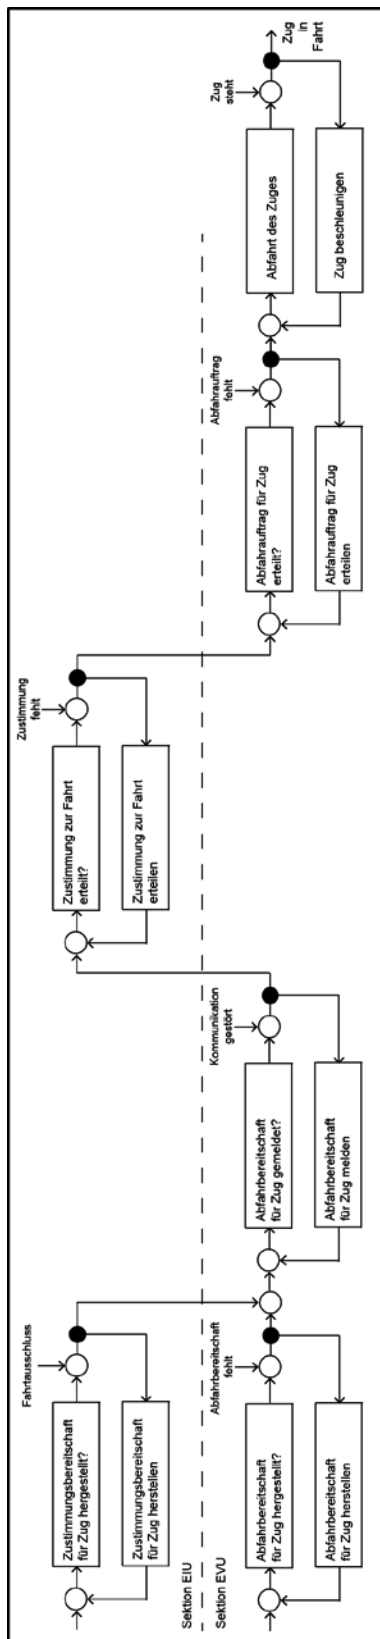 Fahrtausschluss
Zustimmungsbereitschaft
für Zug hergestellt?
Zustimmungsbereitschaft
für Zug herstellen
Sektion EIU
Sektion EVU
Abfahrbereitschaft
fehlt
Abfahrbereitschaft
für Zug hergestellt?
Abfahrbereitschaft
für Zug herstellen
Kommunikation
gestört
Abfahrbereitschaft
für Zug gemeldet?
Abfahrbereitschaft
für Zug melden
Zustimmung
fehlt
Zustimmung zur Fahrt
erteilt?
Zustimmung zur Fahrt
erteilen
Abfahrauftrag
fehlt
Abfahrauftrag für Zug
erteilt?
Abfahrauftrag für Zug
erteilen
Zug
steht
Abfahrt des Zuges
Zug beschleunigen
Zug
in
Fahrt